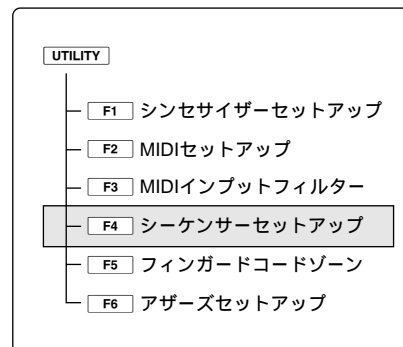 UTILITY
F1 シンセサイザーセットアップ
F2 MIDIセットアップ
F3 MIDIインプットフィルター
F4 シーケンサーセットアップ
F5 フィンガードコードゾーン
F6 アザーズセットアップ